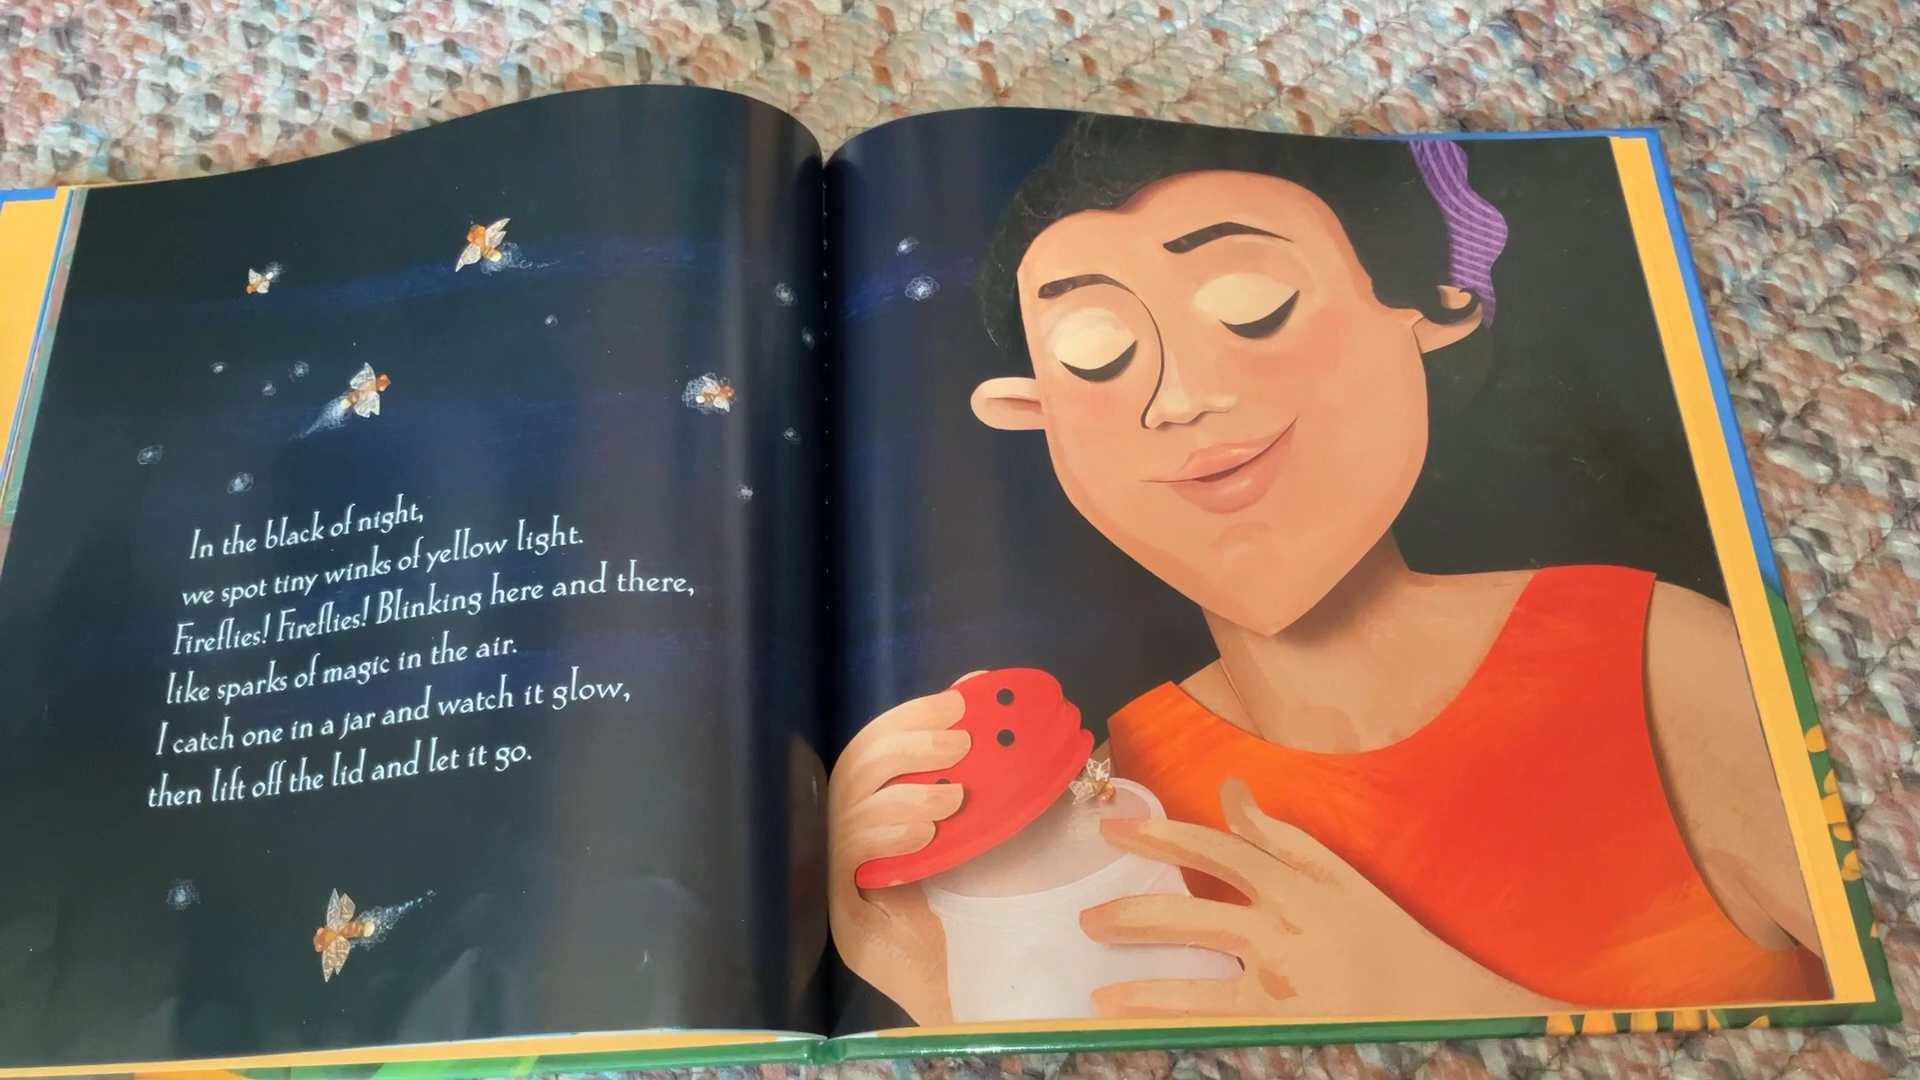 In the black of night,
we spot tiny winks of yellow light.
Fireflies! Fireflies! Blinking here and there,
like sparks of magic in the air.
I catch one in a jar and watch it glow,
then lift off the lid and let it go.